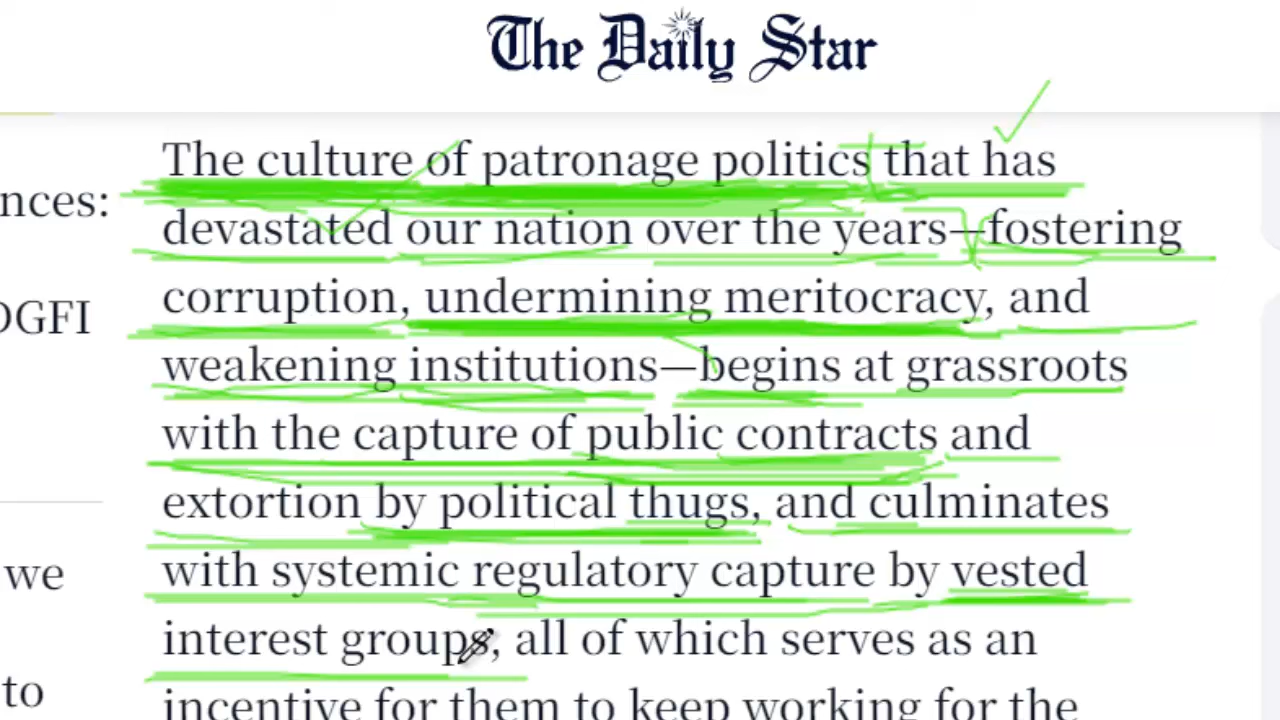 The Daily Star
The culture of patronage politics that has
nces:
devastated our nation over the years—fostering
corruption, undermining meritocracy, and
DGFI
weakening institutions—begins at grassroots
with the capture of public contracts and
extortion by political thugs, and culminates
we
with systemic regulatory capture by vested
interest groups, all of which serves as an
to
incentive for them to keep working for the